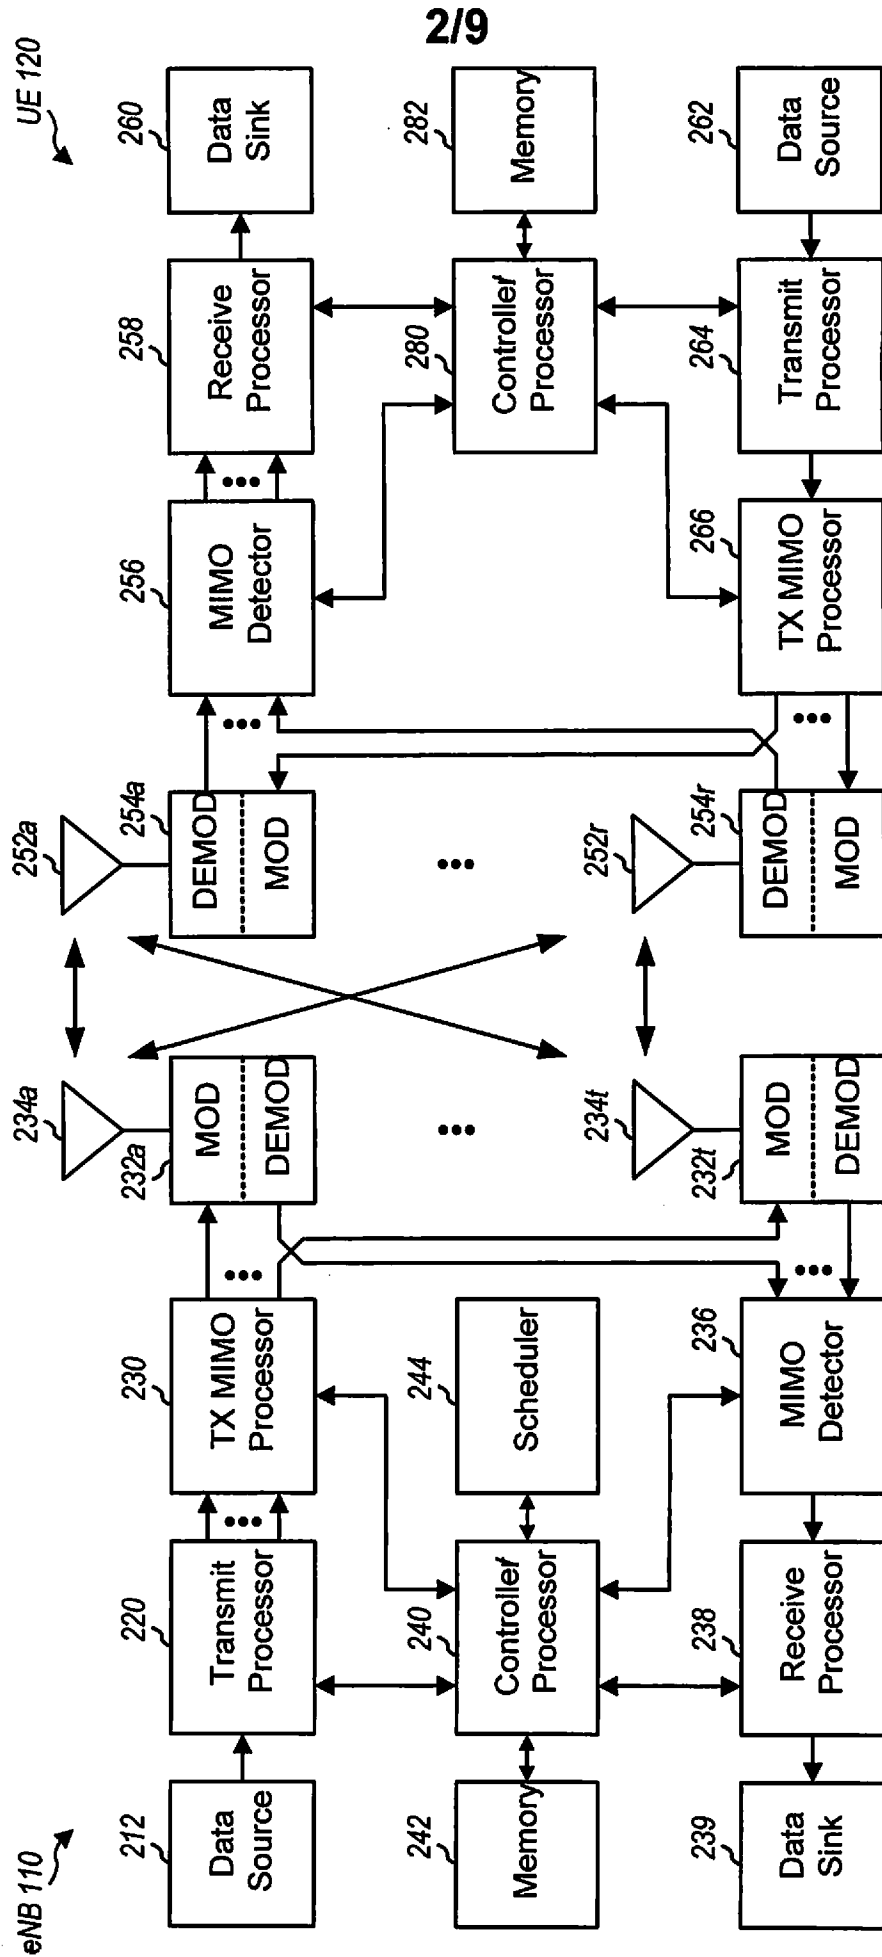 2/9
eNB 110
UE 120
212
Data
Source
220
Transmit
Processor
230
TX MIMO
Processor
232a
MOD
DEMOD
234a
252a
254a
DEMOD
MOD
256
MIMO
Detector
258
Receive
Processor
260
Data
Sink
242
Memory
240
Controller/
Processor
244
Scheduler
280
Controller/
Processor
282
Memory
239
Data
Sink
238
Receive
Processor
236
MIMO
Detector
232t
MOD
DEMOD
234t
252r
254r
DEMOD
MOD
266
TX MIMO
Processor
264
Transmit
Processor
262
Data
Source